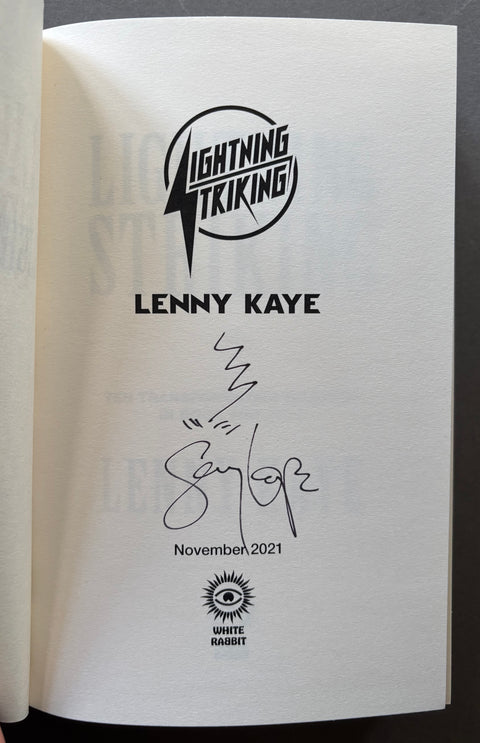 LIGHTNING
STRIKING
LENNY KAYE
Lenny Kaye
November 2021
WHITE
RABBIT